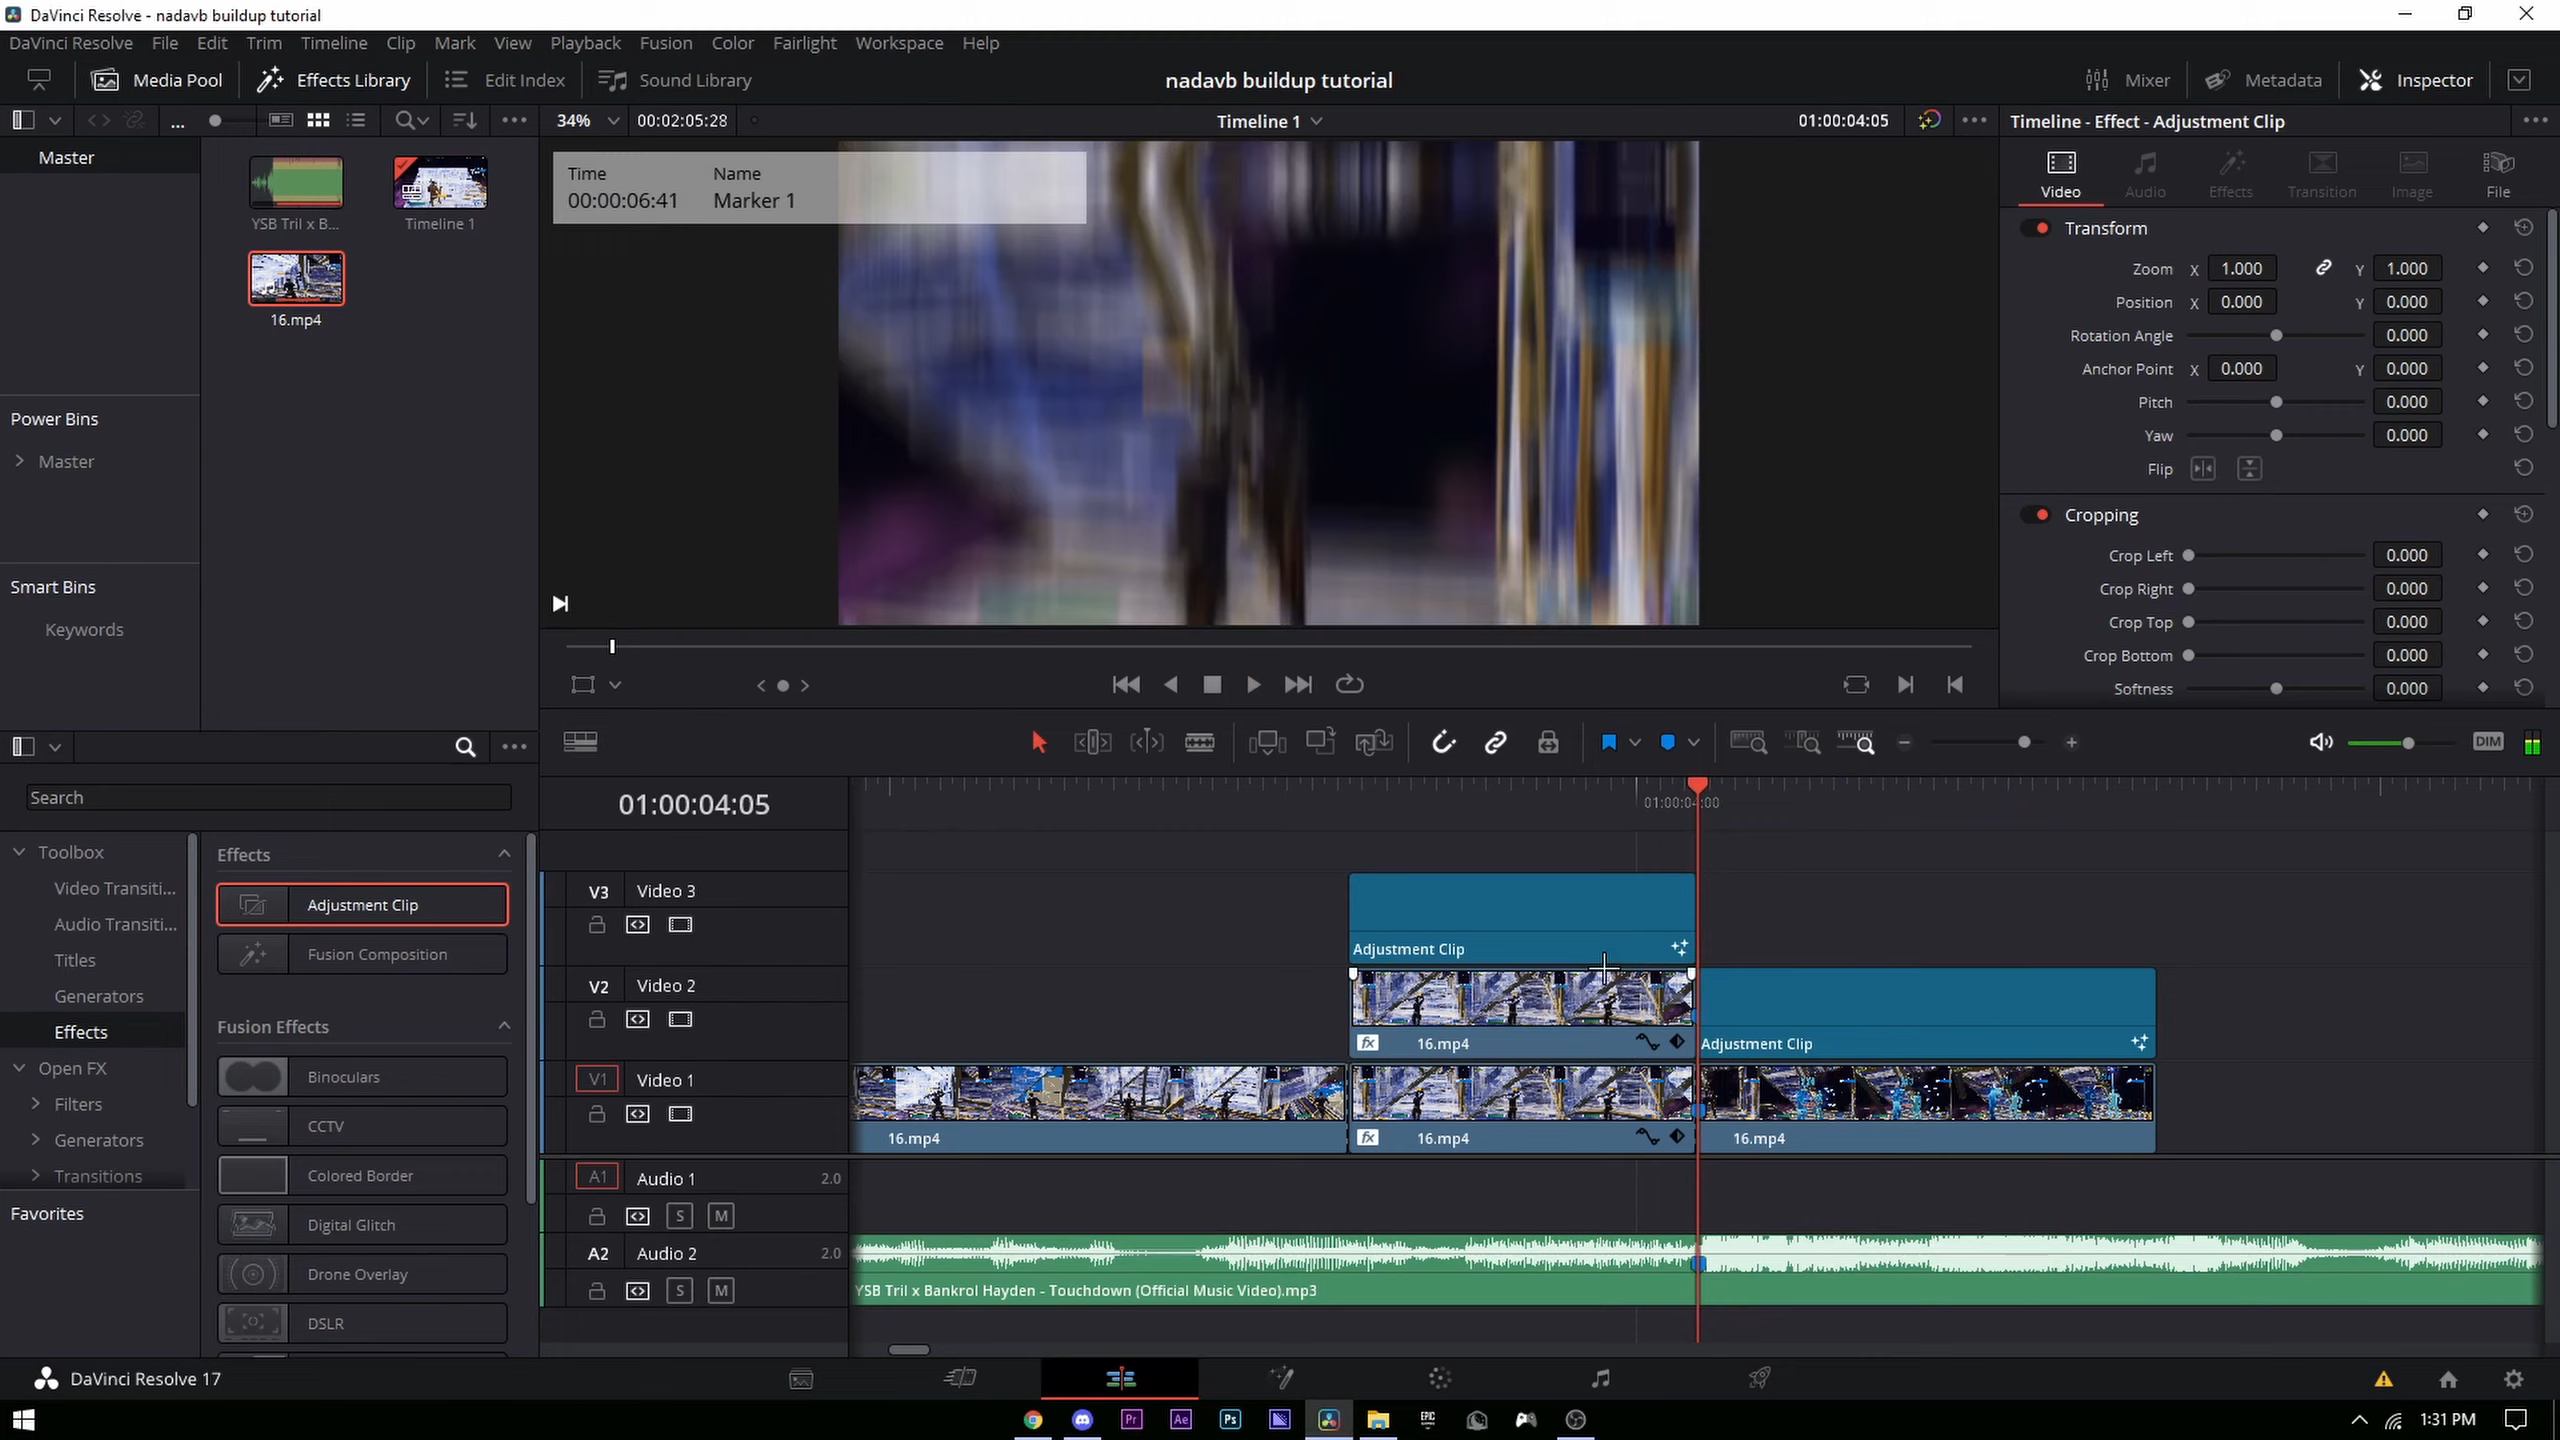 DaVinci Resolve - nadavb buildup tutorial
DaVinci Resolve File Edit Trim Timeline Clip Mark View Playback Fusion Color Fairlight Workspace Help
Media Pool Effects Library Edit Index Sound Library nadavb buildup tutorial Mixer Metadata Inspector
34% 00:02:05:28 Timeline 1 01:00:04:05 Timeline - Effect - Adjustment Clip
Master
YSB Tril x B... Timeline 1
16.mp4
Power Bins
Master
Smart Bins
Keywords
Time Name
00:00:06:41 Marker 1
Video Audio Effects Transition Image File
Transform
Zoom X 1.000 Y 1.000
Position X 0.000 Y 0.000
Rotation Angle 0.000
Anchor Point X 0.000 Y 0.000
Pitch 0.000
Yaw 0.000
Flip
Cropping
Crop Left 0.000
Crop Right 0.000
Crop Top 0.000
Crop Bottom 0.000
Softness 0.000
DIM
Search
Toolbox
Video Transiti...
Audio Transiti...
Titles
Generators
Effects
Open FX
Filters
Generators
Transitions
Favorites
Effects
Adjustment Clip
Fusion Composition
Fusion Effects
Binoculars
CCTV
Colored Border
Digital Glitch
Drone Overlay
DSLR
01:00:04:05
01:00:04:00
V3 Video 3
Adjustment Clip
V2 Video 2
fx 16.mp4 Adjustment Clip
V1 Video 1
16.mp4 fx 16.mp4 16.mp4
A1 Audio 1 2.0
S M
A2 Audio 2 2.0
S M
YSB Tril x Bankrol Hayden - Touchdown (Official Music Video).mp3
DaVinci Resolve 17
Pr Ae Ps EPIC 1:31 PM